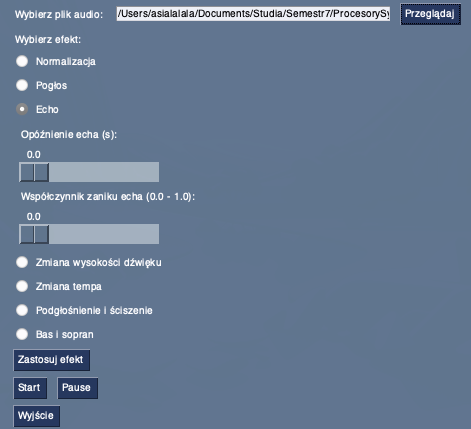 Wybierz plik audio: /Users/asialalala/Documents/Studia/Semestr7/ProcesorySy Przeglądaj
Wybierz efekt:
Normalizacja
Pogłos
Echo
Opóźnienie echa (s):
0.0
Współczynnik zaniku echa (0.0 - 1.0):
0.0
Zmiana wysokości dźwięku
Zmiana tempa
Podgłośnienie i ściszenie
Bas i sopran
Zastosuj efekt
Start Pause
Wyjście